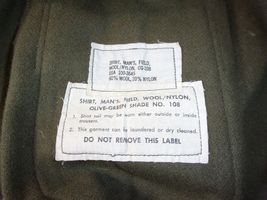 SHIRT, MAN'S, FIELD,
WOOL/NYLON, OG-108
DSA 100-
WOOL, NYLON
SHIRT, MAN'S, FIELD, WOOL/NYLON,
OLIVE-GREEN SHADE NO. 108
1. Shirt tail may be worn either outside or inside
trousers.
2. This garment can be laundered or dry cleaned.
DO NOT REMOVE THIS LABEL